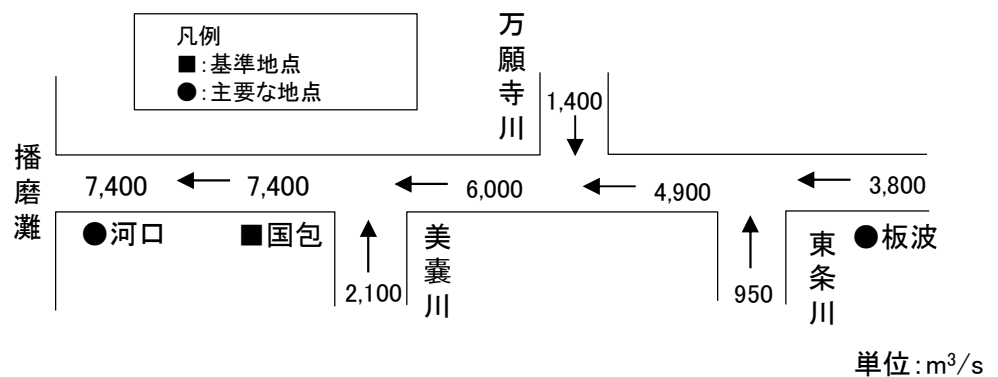 凡例
■:基準地点
●:主要な地点
万願寺川
1,400
播磨灘
7,400
7,400
6,000
4,900
3,800
●河口
■国包
美嚢川
2,100
950
東条川
●板波
単位:m³/s